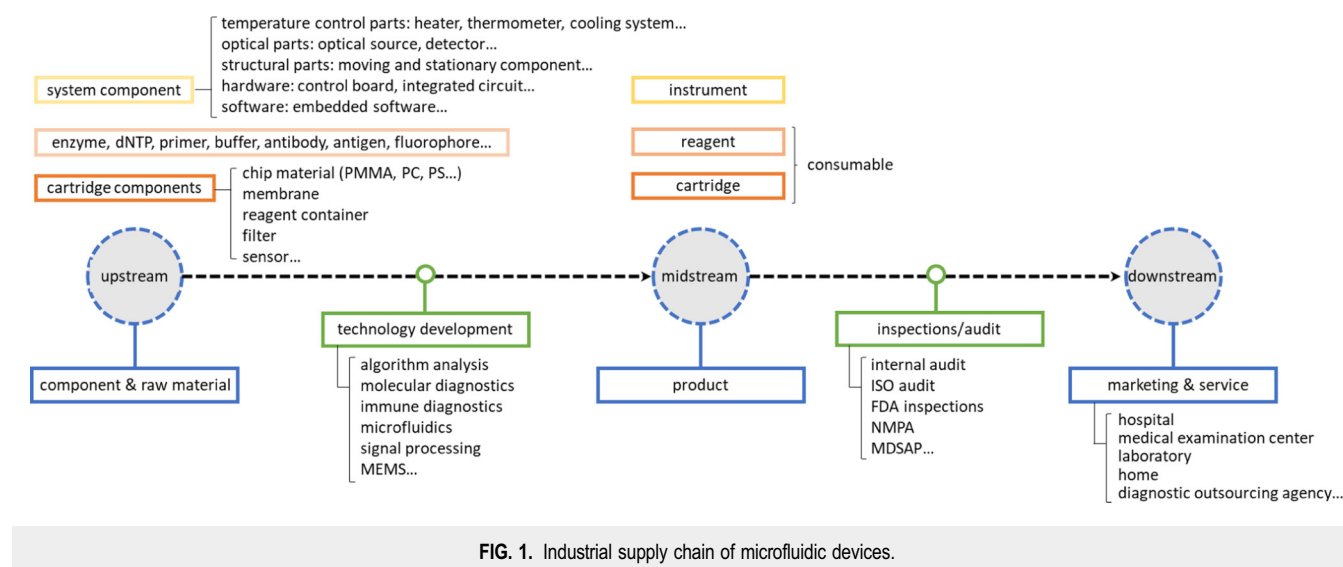 temperature control parts: heater, thermometer, cooling system...
optical parts: optical source, detector...
structural parts: moving and stationary component...
system component
hardware: control board, integrated circuit...
software: embedded software...
instrument
enzyme, dNTP, primer, buffer, antibody, antigen, fluorophore...
reagent
consumable
cartridge components
chip material (PMMA, PC, PS...)
membrane
reagent container
filter
sensor...
cartridge
upstream
midstream
downstream
technology development
algorithm analysis
molecular diagnostics
immune diagnostics
microfluidics
signal processing
MEMS...
inspections/audit
internal audit
ISO audit
FDA inspections
NMPA
MDSAP...
component & raw material
product
marketing & service
hospital
medical examination center
laboratory
home
diagnostic outsourcing agency...
FIG. 1. Industrial supply chain of microfluidic devices.